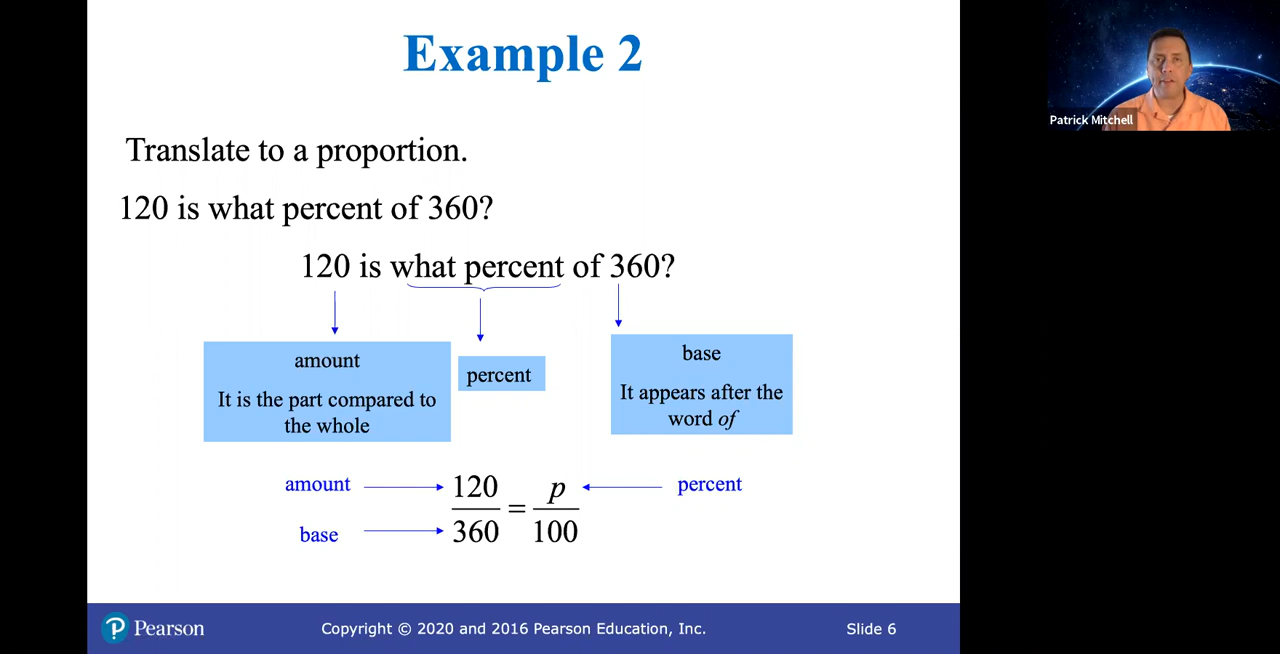 Example 2
Patrick Mitchell
Translate to a proportion.
120 is what percent of 360?
120 is what percent of 360?
amount
It is the part compared to
the whole
percent
base
It appears after the
word of
amount
120
p
percent
=
base
360
100
Pearson
Copyright © 2020 and 2016 Pearson Education, Inc.
Slide 6